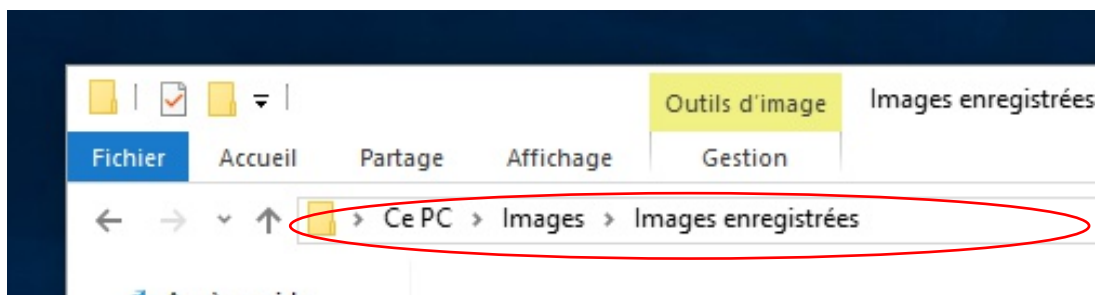 Outils d'image Images enregistrées
Fichier Accueil Partage Affichage Gestion
Ce PC > Images > Images enregistrées